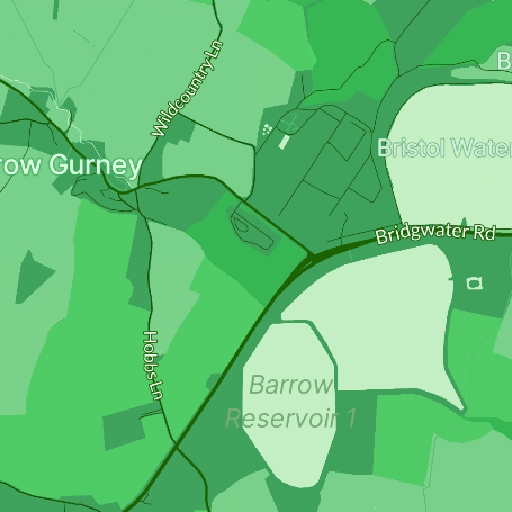 Wildcountry Ln
B
Bristol Water
row Gurney
Bridgwater Rd
Hobbs Ln
Barrow
Reservoir 1